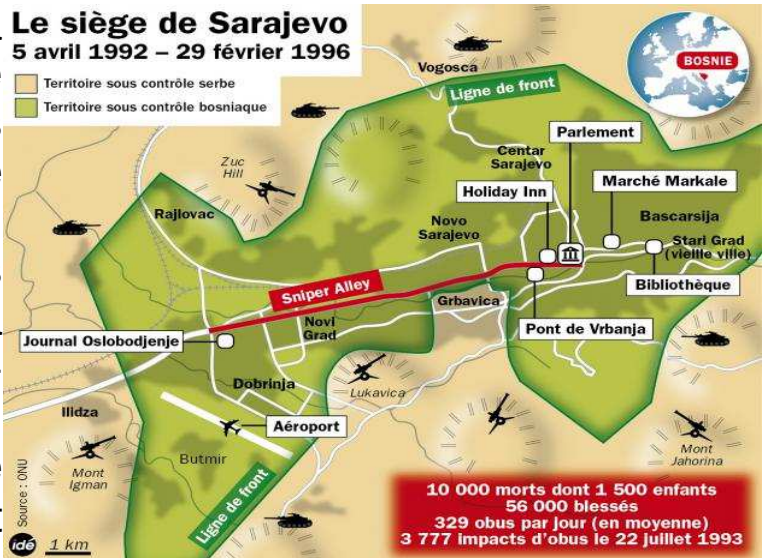 Le siège de Sarajevo
5 avril 1992 – 29 février 1996
Territoire sous contrôle serbe
Territoire sous contrôle bosniaque
Vogosca
Ligne de front
BOSNIE
Parlement
Centar
Sarajevo
Zuc
Hill
Holiday Inn
Marché Markale
Rajlovac
Novo
Sarajevo
Bascarsija
Stari Grad
(vieille ville)
Sniper Alley
Bibliothèque
Grbavica
Journal Oslobodjenje
Novi
Grad
Pont de Vrbanja
Dobrinja
Lukavica
Ilidza
Aéroport
Butmir
Mont
Igman
Mont
Jahorina
Ligne de front
10 000 morts dont 1 500 enfants
56 000 blessés
329 obus par jour (en moyenne)
3 777 impacts d'obus le 22 juillet 1993
Source : ONU
idé
1 km